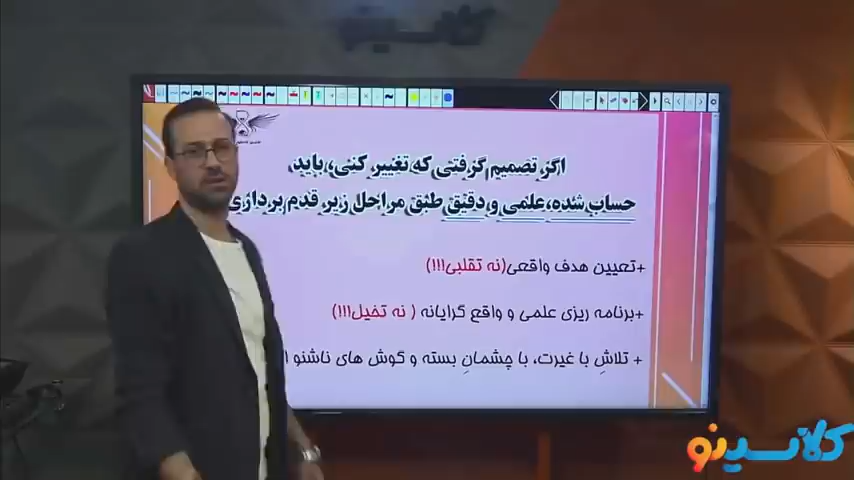 اگر تصمیم گرفتی که تغییر کنی، باید،
حساب شده، علمی و دقیق طبق مراحل زیر قدم برداری
+تعیین هدف واقعی(نه تقلبی!!!)
+برنامه ریزی علمی و واقع گرایانه ( نه تخیل!!!)
+ تلاشِ با غیرت، با چشمانِ بسته و گوش های ناشنو
کلاسینو